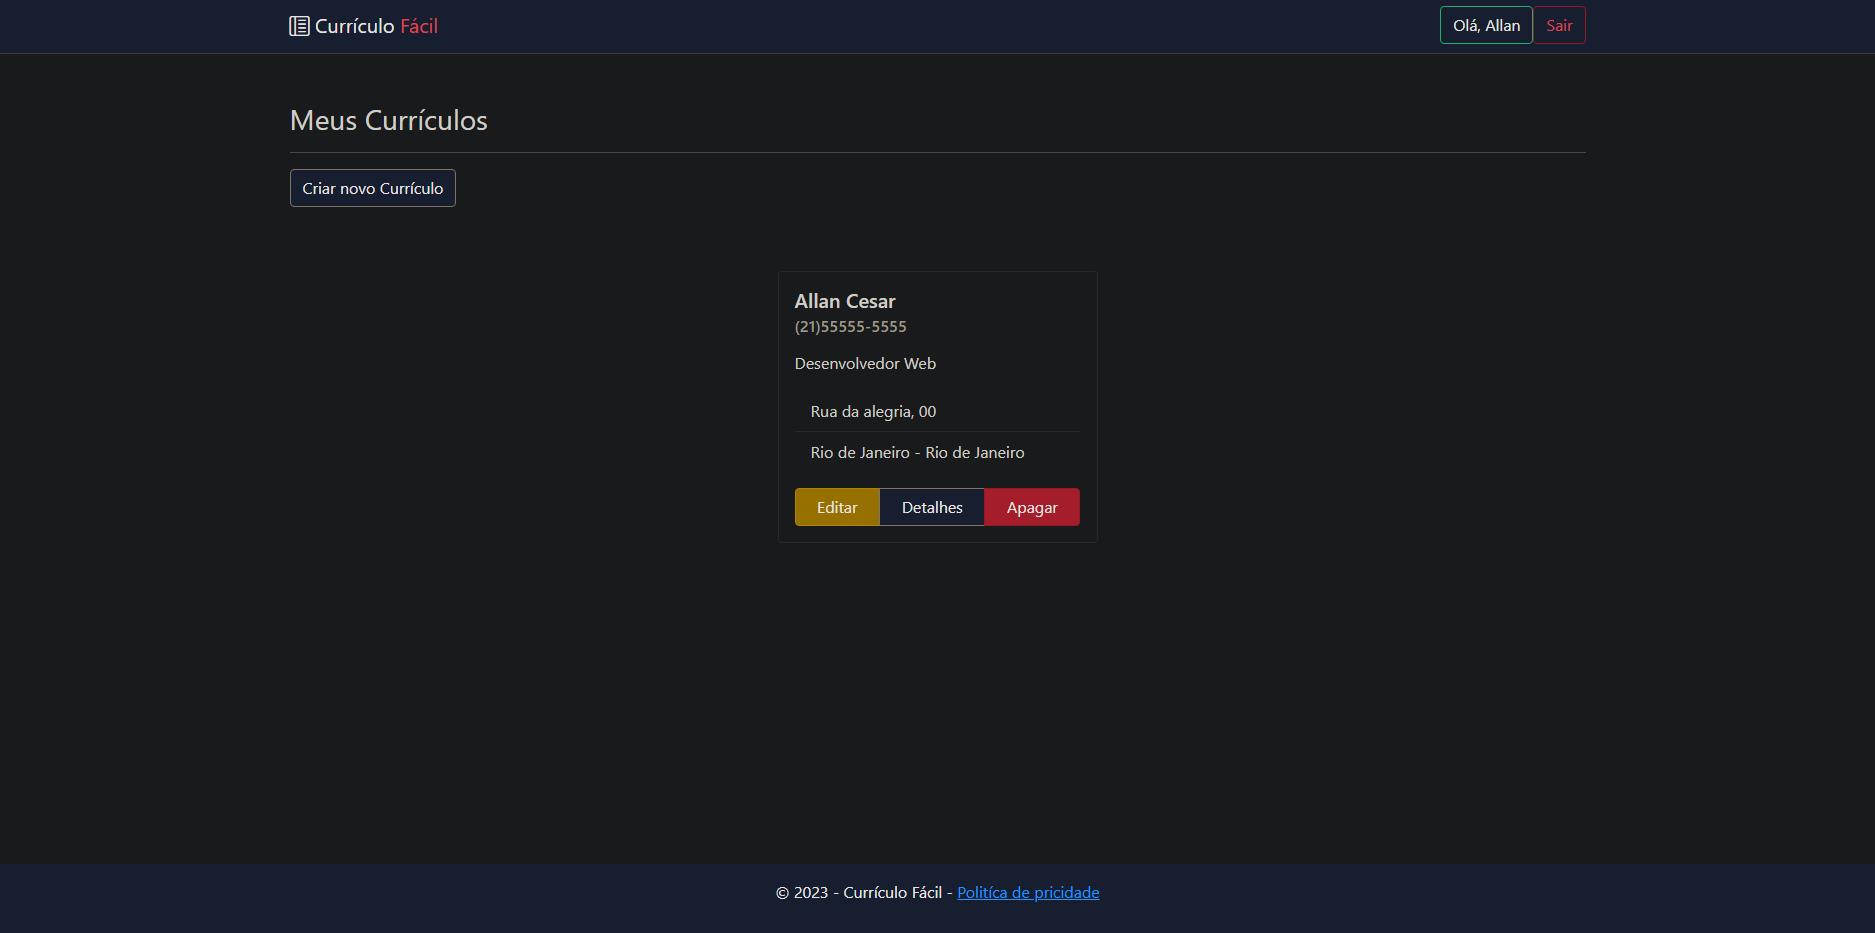 Currículo Fácil
Olá, Allan
Sair
Meus Currículos
Criar novo Currículo
Allan Cesar
(21)55555-5555
Desenvolvedor Web
Rua da alegria, 00
Rio de Janeiro - Rio de Janeiro
Editar
Detalhes
Apagar
© 2023 - Currículo Fácil - Politíca de pricidade